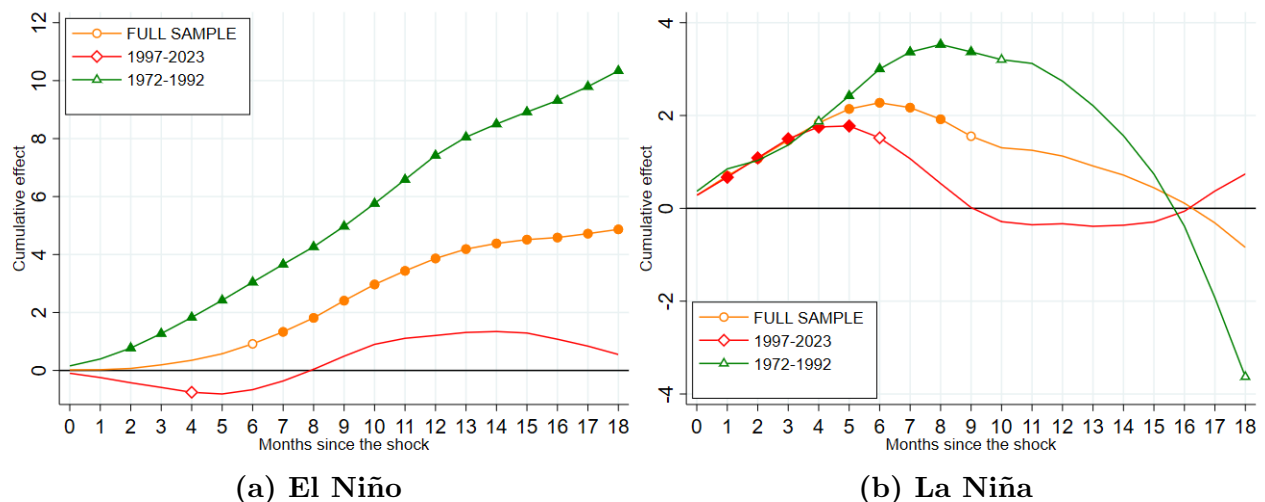 FULL SAMPLE
1997-2023
1972-1992
Cumulative effect
12
10
8
6
4
2
0
0 1 2 3 4 5 6 7 8 9 10 11 12 13 14 15 16 17 18
Months since the shock
(a) El Niño
Cumulative effect
4
2
0
-2
-4
FULL SAMPLE
1997-2023
1972-1992
0 1 2 3 4 5 6 7 8 9 10 11 12 13 14 15 16 17 18
Months since the shock
(b) La Niña